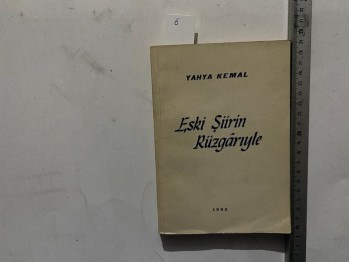 6
YAHYA KEMAL
Eski Şiirin
Rüzgârıyle